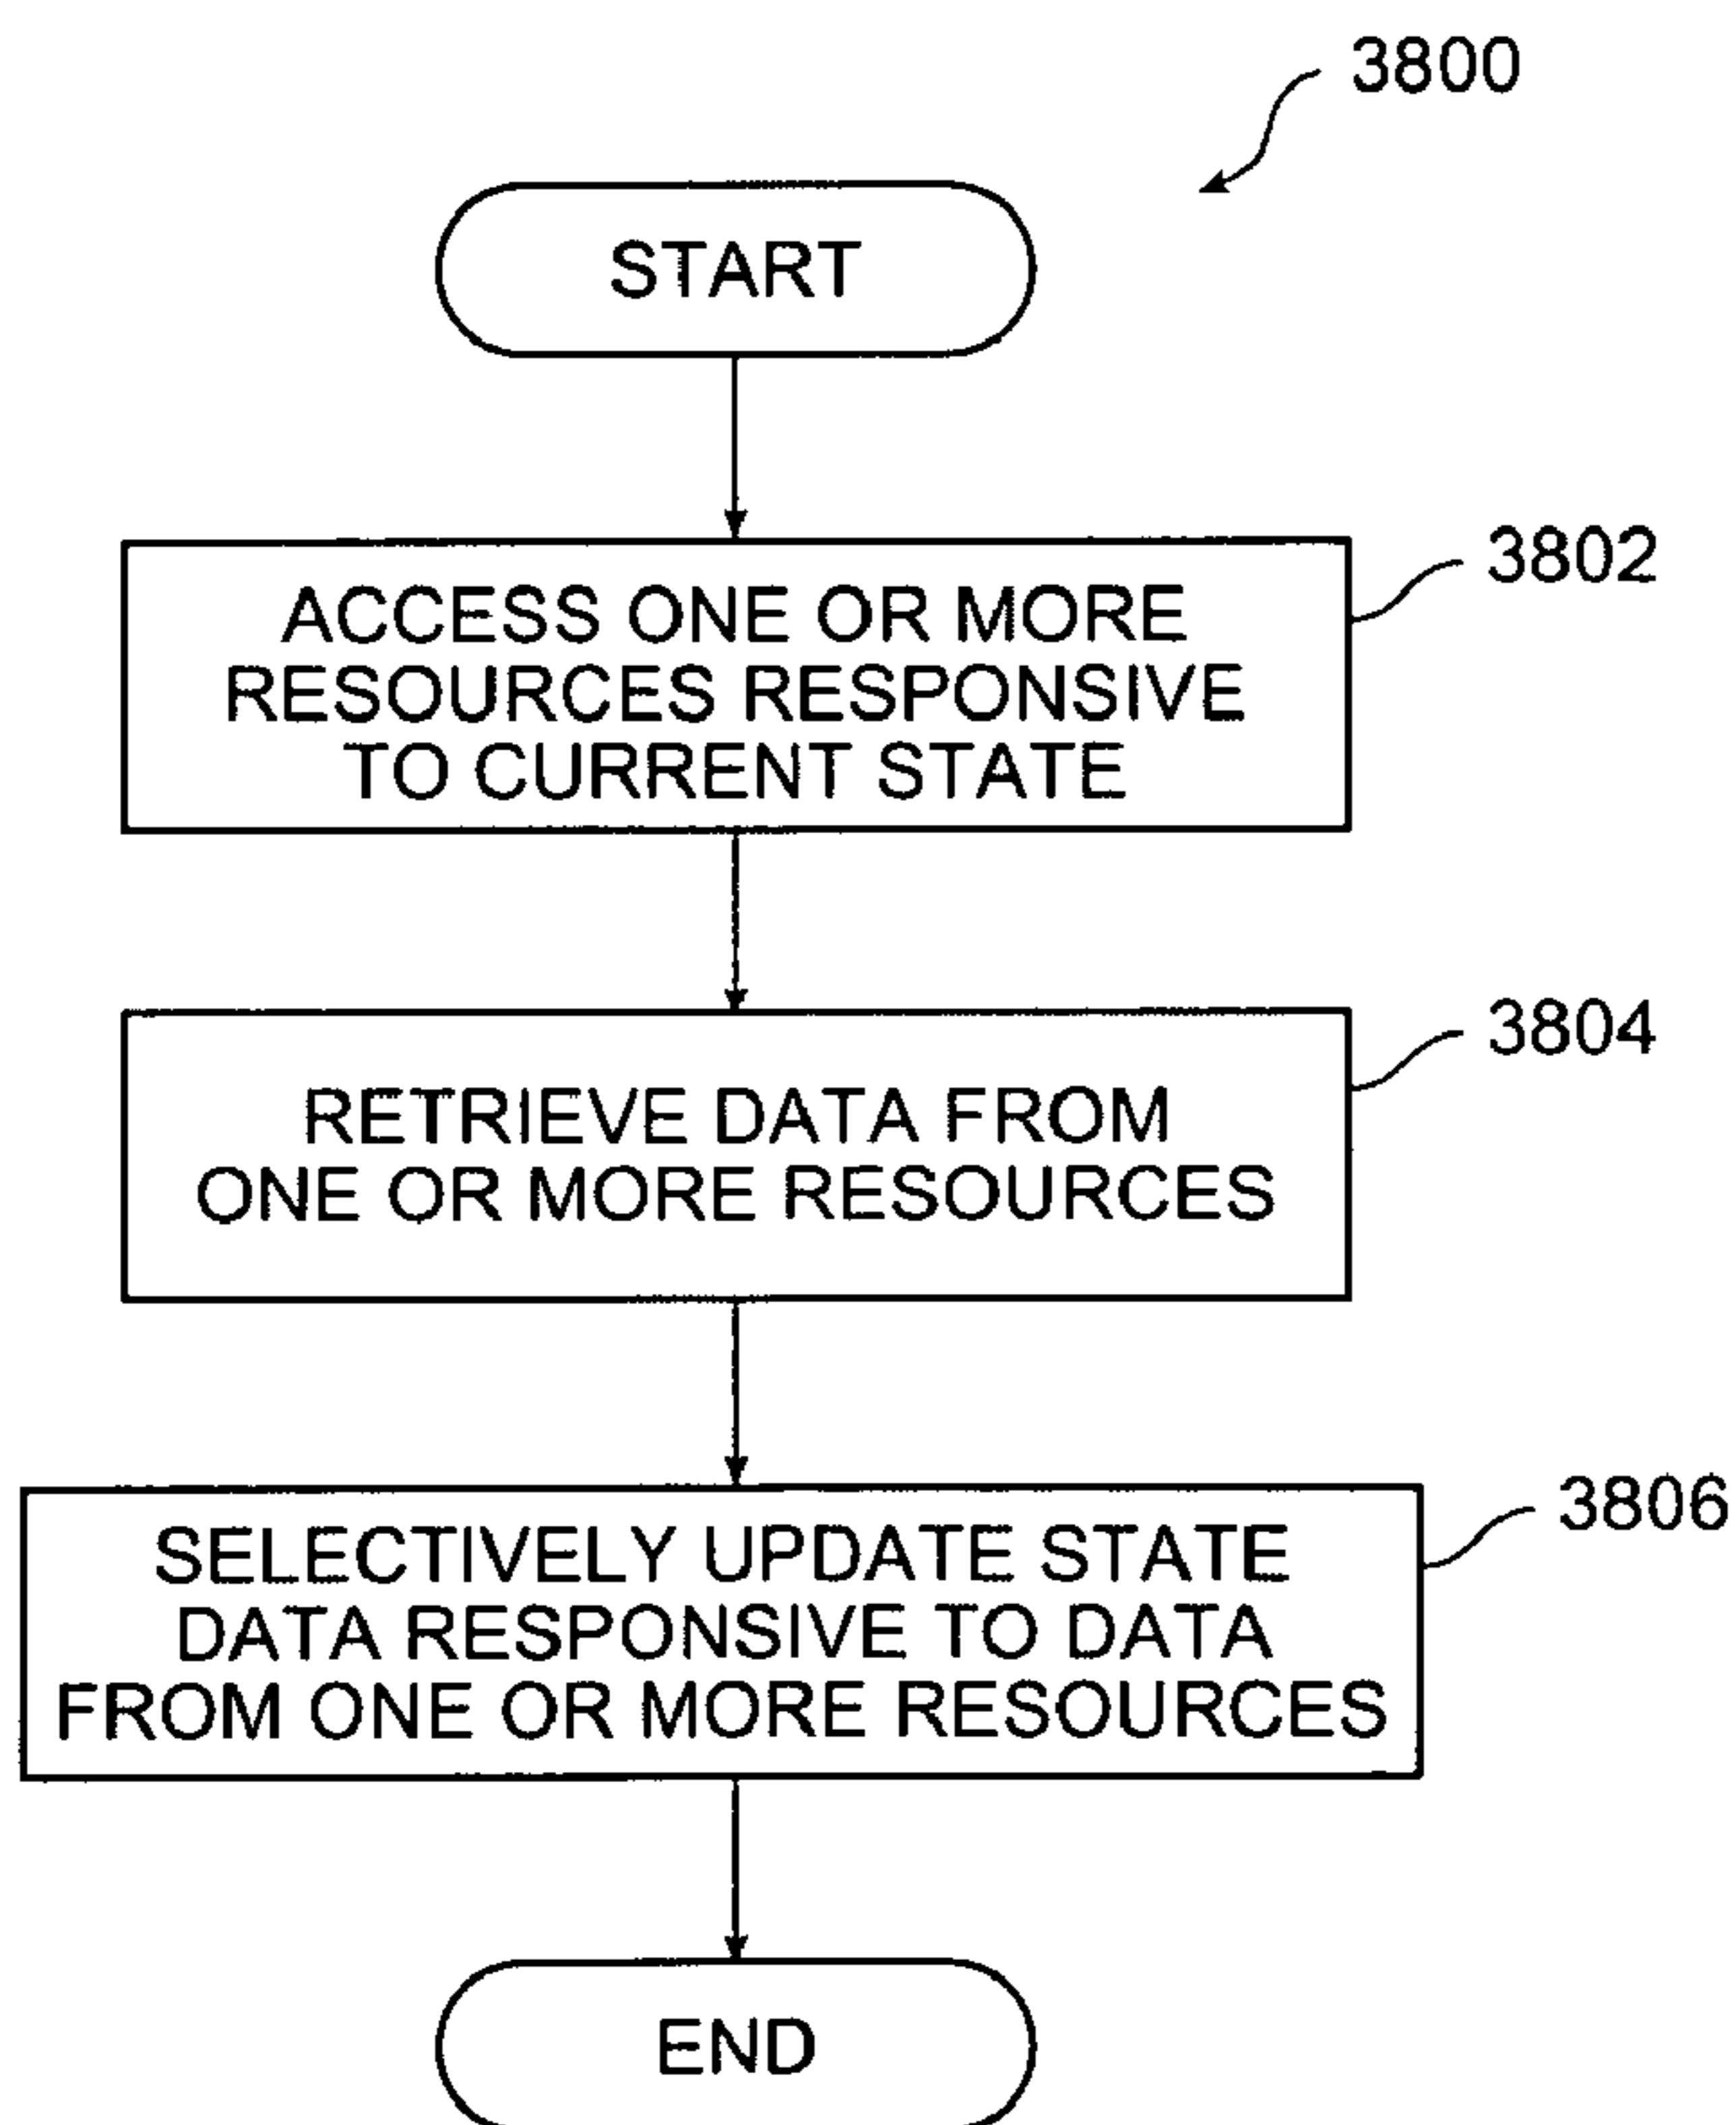 3800
START
3802
ACCESS ONE OR MORE
RESOURCES RESPONSIVE
TO CURRENT STATE
3804
RETRIEVE DATA FROM
ONE OR MORE RESOURCES
3806
SELECTIVELY UPDATE STATE
DATA RESPONSIVE TO DATA
FROM ONE OR MORE RESOURCES
END